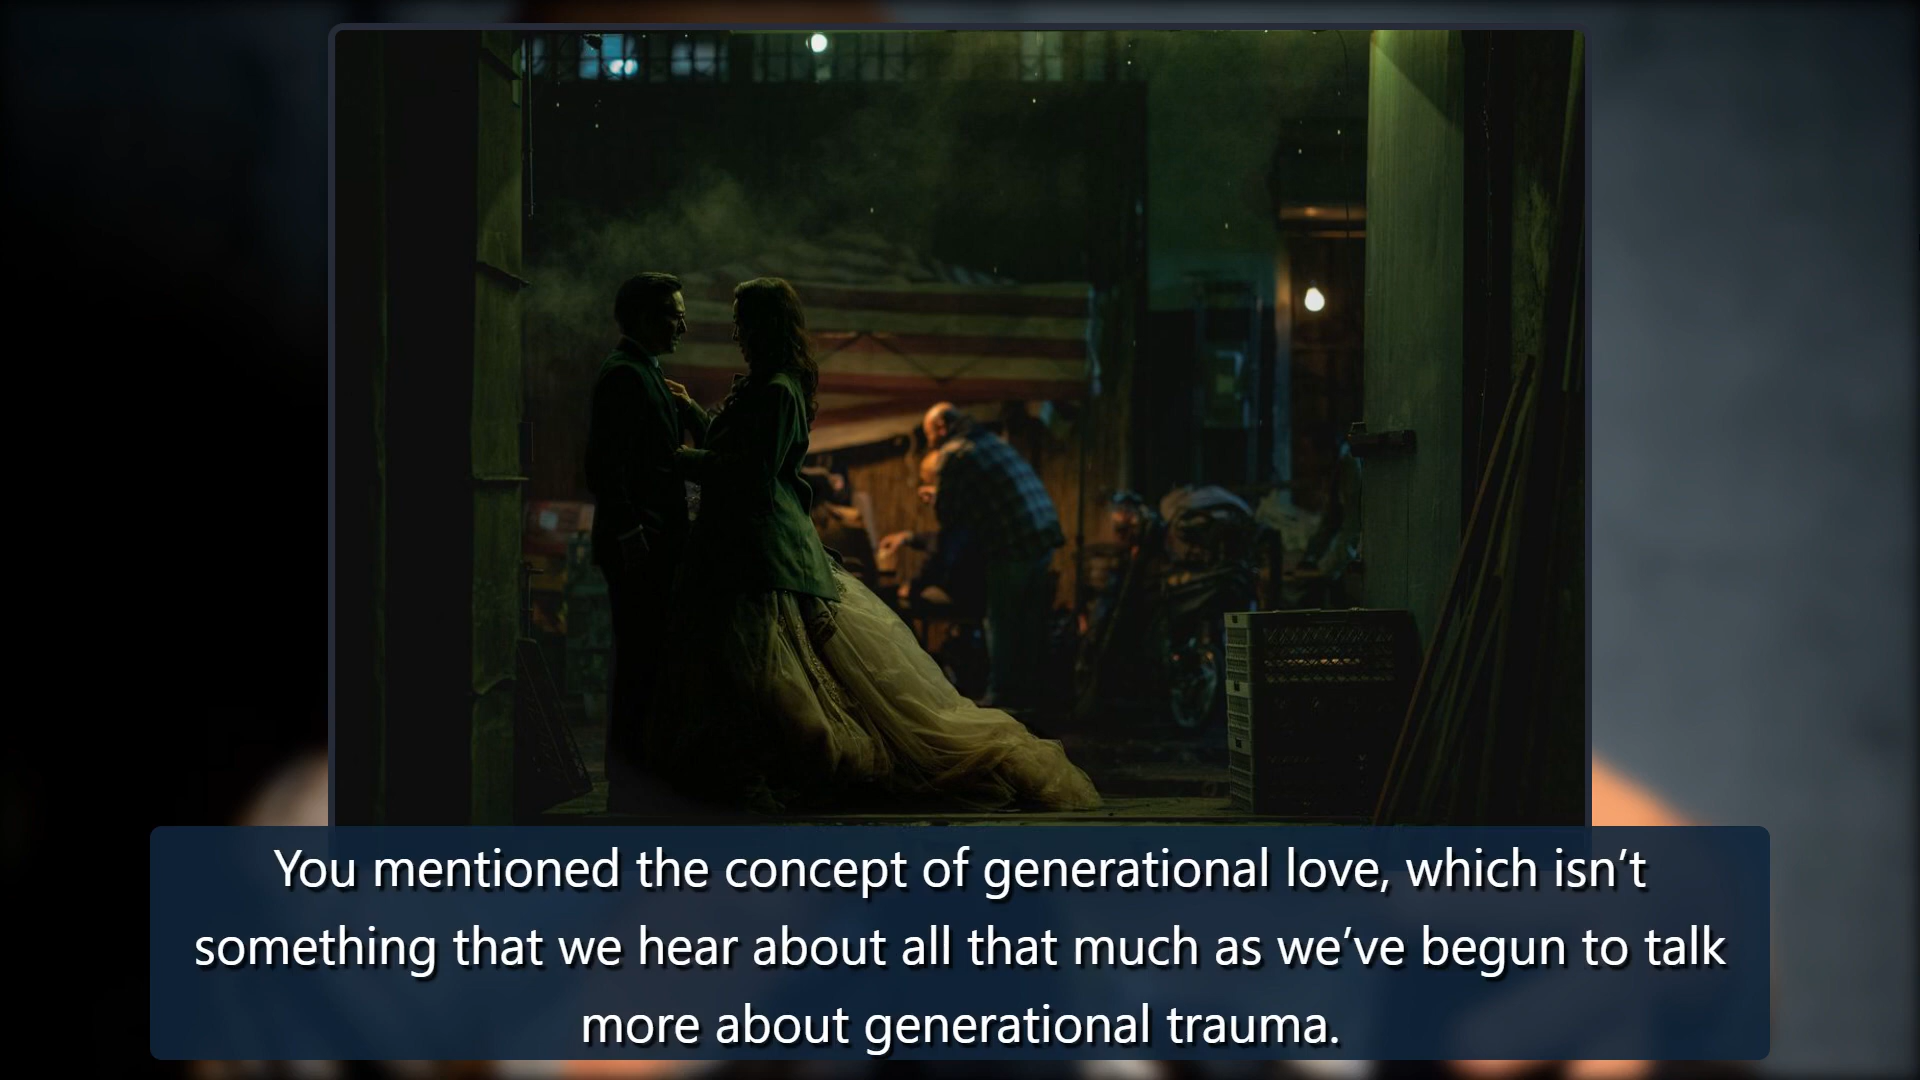 You mentioned the concept of generational love, which isn’t
something that we hear about all that much as we’ve begun to talk
more about generational trauma.